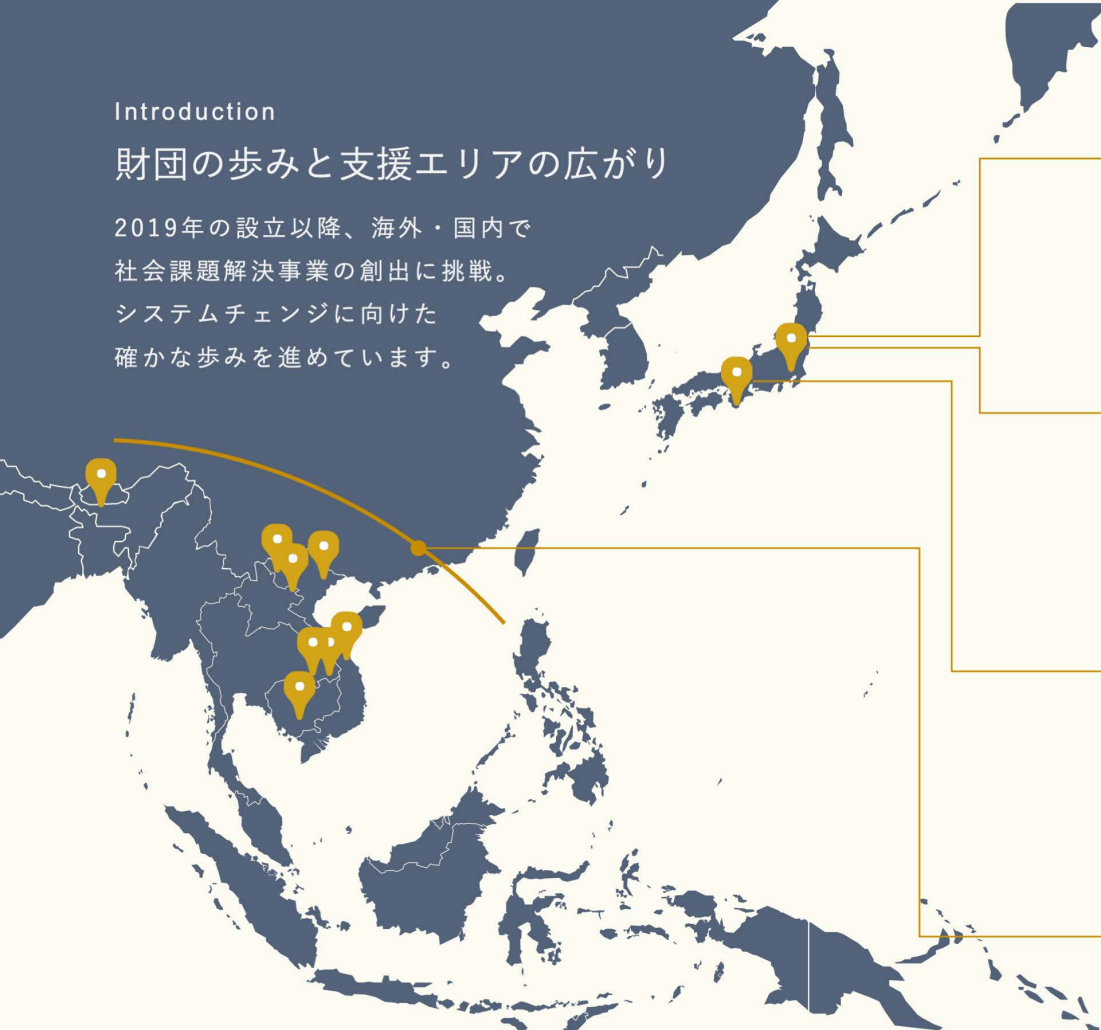 Introduction
財団の歩みと支援エリアの広がり
2019年の設立以降、海外・国内で
社会課題解決事業の創出に挑戦。
システムチェンジに向けた
確かな歩みを進めています。